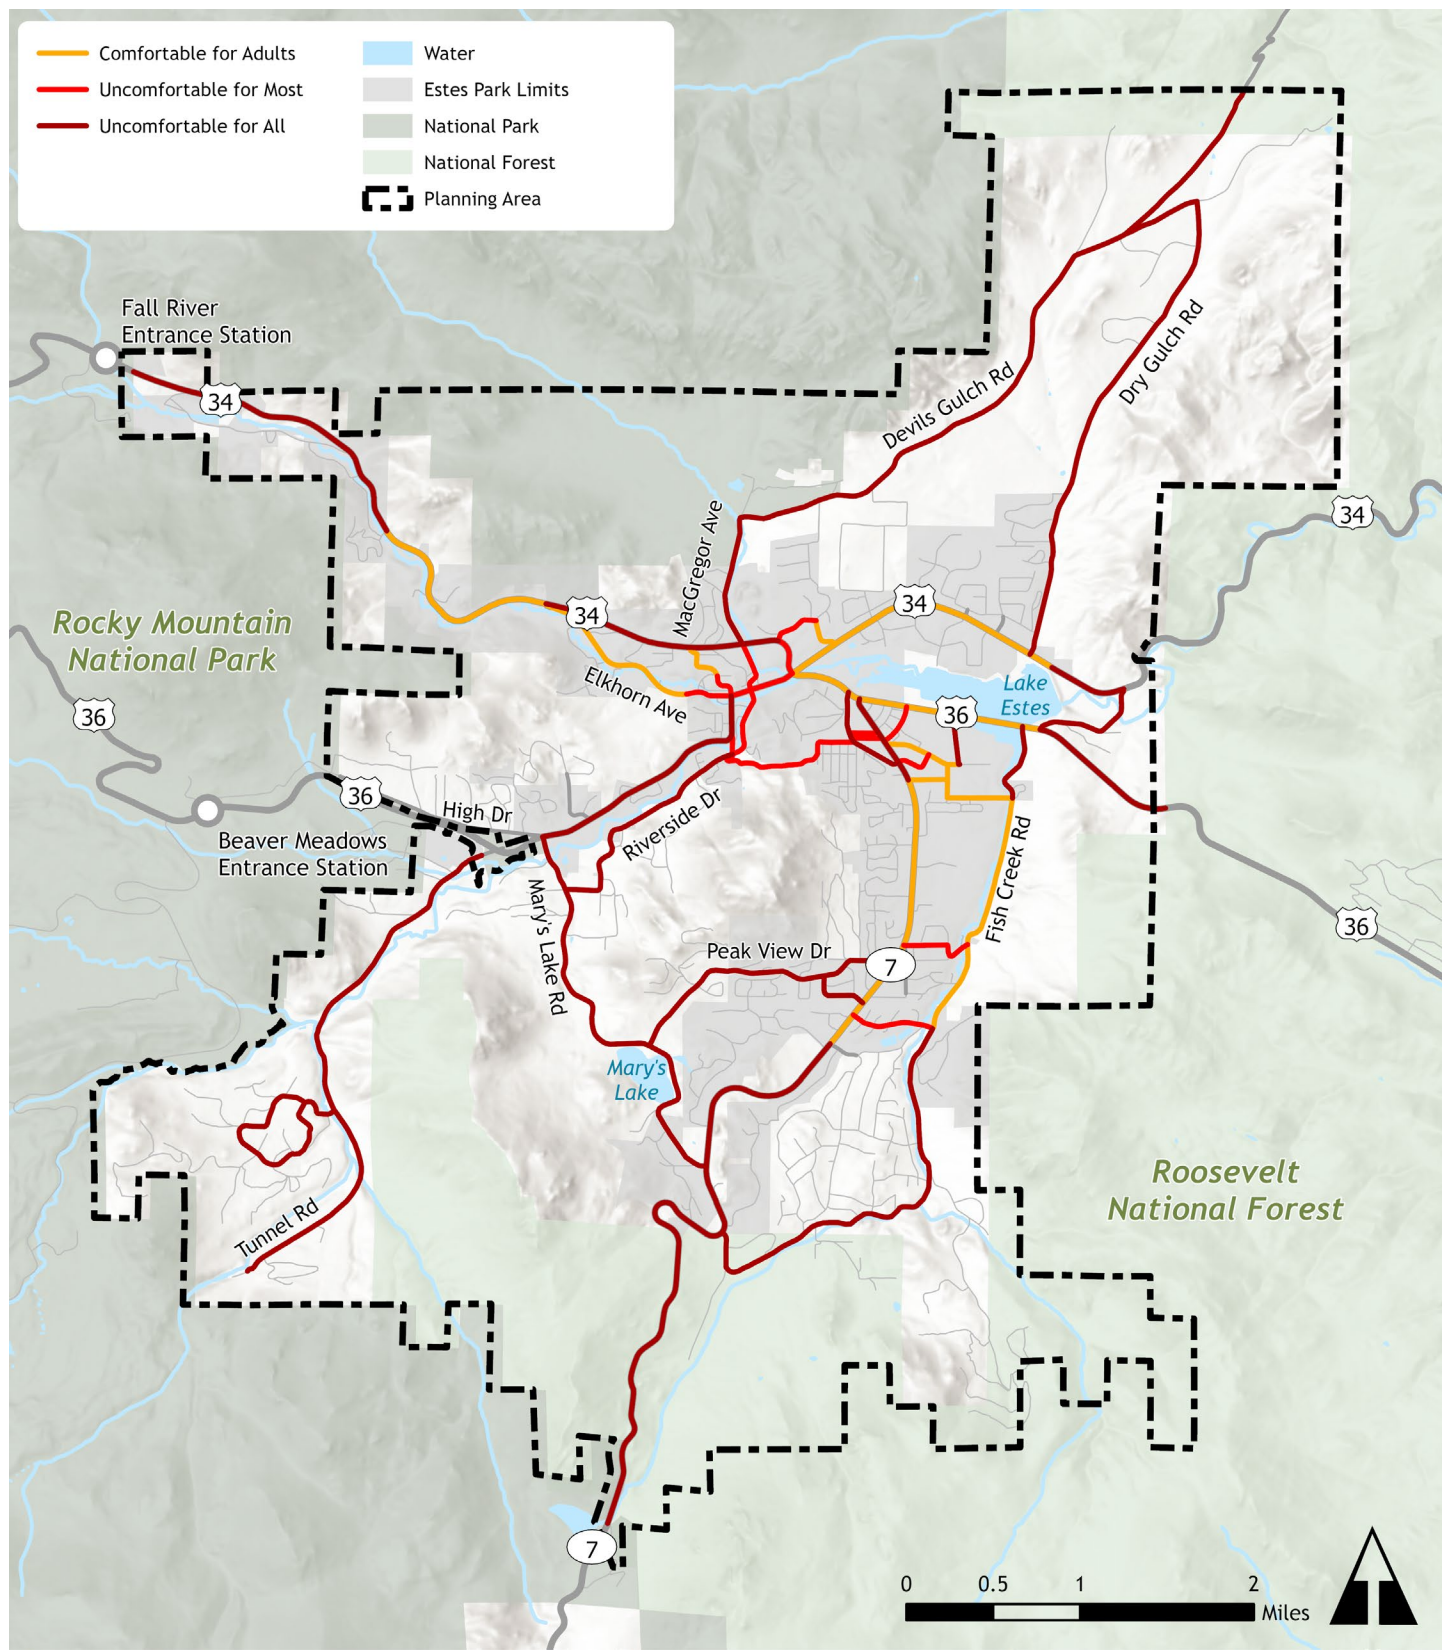 Comfortable for Adults
Uncomfortable for Most
Uncomfortable for All
Water
Estes Park Limits
National Park
National Forest
Planning Area
Fall River
Entrance Station
34
Devils Gulch Rd
Dry Gulch Rd
34
MacGregor Ave
34
34
Rocky Mountain
National Park
Elkhorn Ave
Lake
Estes
36
36
36
High Dr
Riverside Dr
Beaver Meadows
Entrance Station
Mary's Lake Rd
Fish Creek Rd
36
Peak View Dr
7
Mary's
Lake
Roosevelt
National Forest
Tunnel Rd
7
0 0.5 1 2
Miles